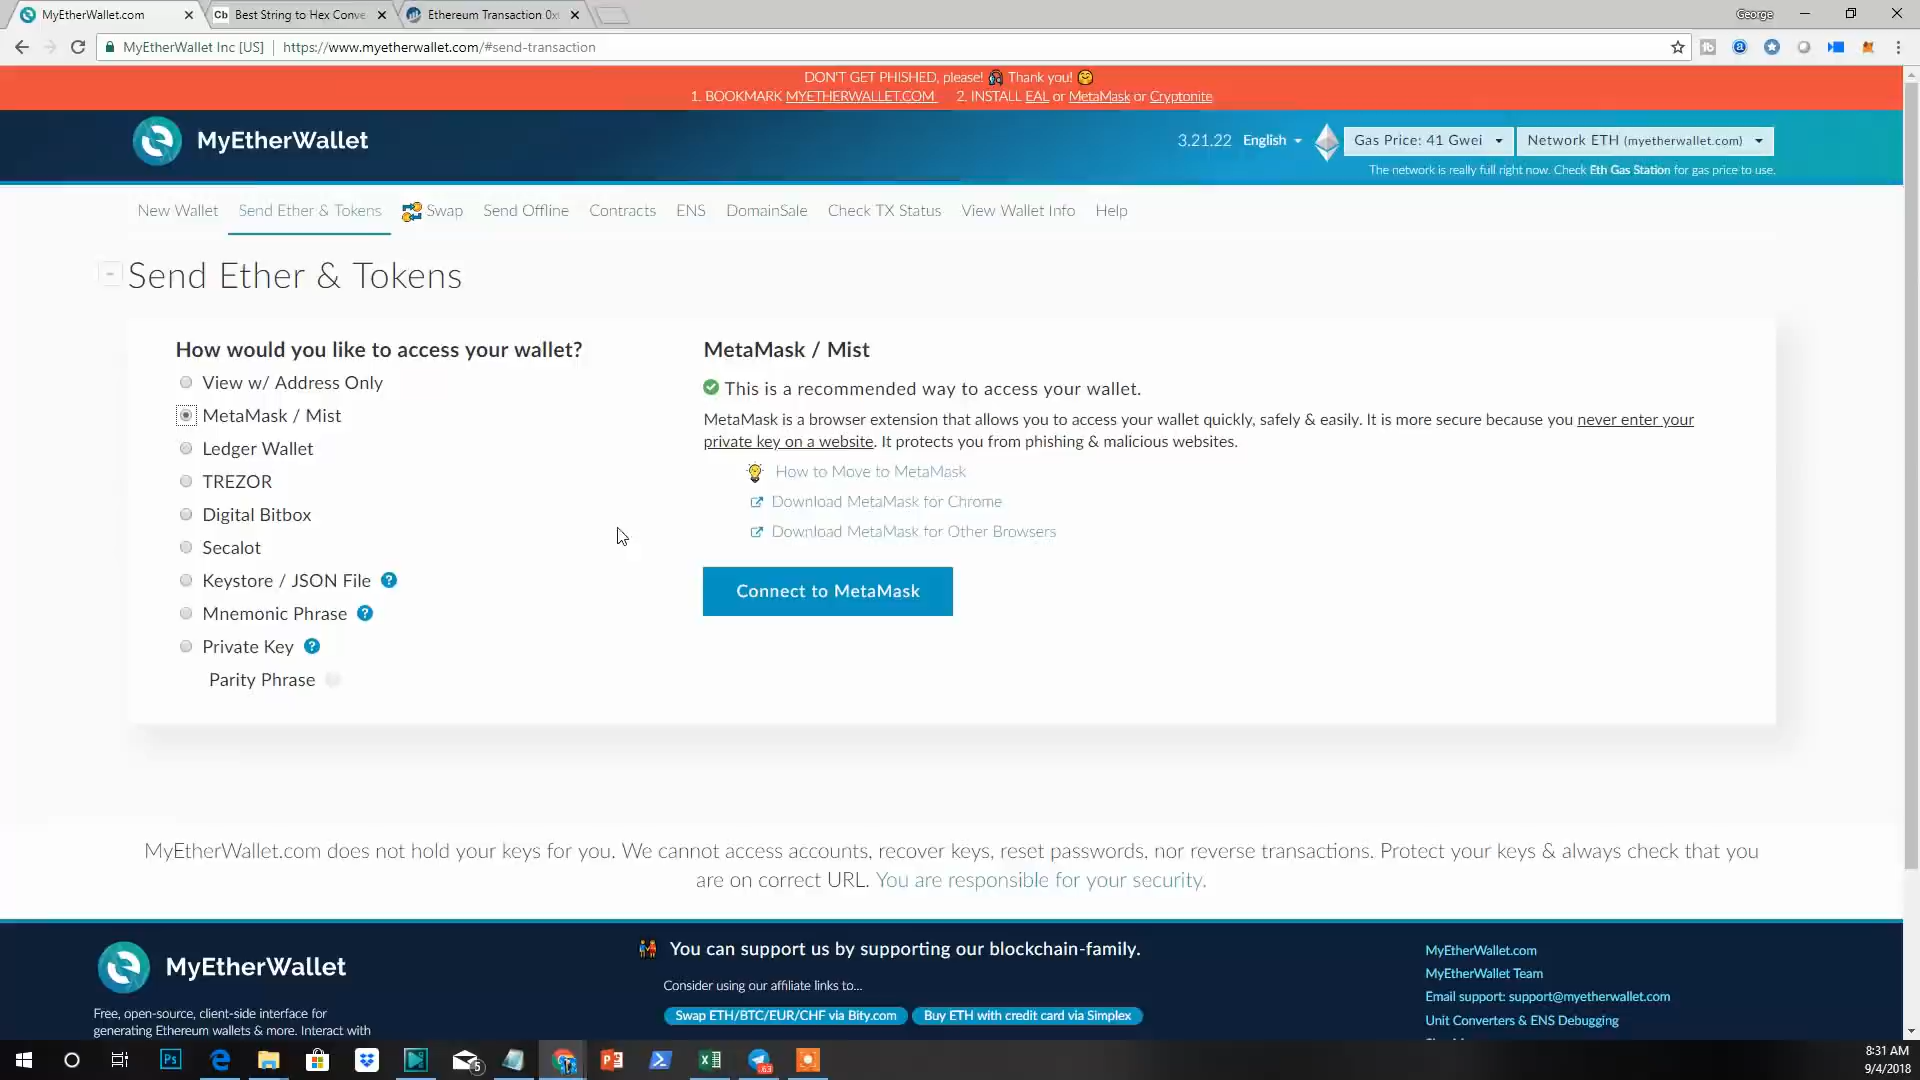 MyEtherWallet.com
Cb Best String to Hex Conve
Ethereum Transaction 0x
George
MyEtherWallet Inc [US] https://www.myetherwallet.com/#send-transaction
DON'T GET PHISHED, please! Thank you!
1. BOOKMARK MYETHERWALLET.COM 2. INSTALL EAL or MetaMask or Cryptonite
MyEtherWallet
3.21.22 English
Gas Price: 41 Gwei
Network ETH (myetherwallet.com)
The network is really full right now. Check Eth Gas Station for gas price to use.
New Wallet Send Ether & Tokens Swap Send Offline Contracts ENS DomainSale Check TX Status View Wallet Info Help
- Send Ether & Tokens
How would you like to access your wallet?
View w/ Address Only
MetaMask / Mist
Ledger Wallet
TREZOR
Digital Bitbox
Secalot
Keystore / JSON File ?
Mnemonic Phrase ?
Private Key ?
Parity Phrase
MetaMask / Mist
This is a recommended way to access your wallet.
MetaMask is a browser extension that allows you to access your wallet quickly, safely & easily. It is more secure because you never enter your
private key on a website. It protects you from phishing & malicious websites.
How to Move to MetaMask
Download MetaMask for Chrome
Download MetaMask for Other Browsers
Connect to MetaMask
MyEtherWallet.com does not hold your keys for you. We cannot access accounts, recover keys, reset passwords, nor reverse transactions. Protect your keys & always check that you
are on correct URL. You are responsible for your security.
MyEtherWallet
Free, open-source, client-side interface for
generating Ethereum wallets & more. Interact with
You can support us by supporting our blockchain-family.
Consider using our affiliate links to...
Swap ETH/BTC/EUR/CHF via Bity.com
Buy ETH with credit card via Simplex
MyEtherWallet.com
MyEtherWallet Team
Email support: support@myetherwallet.com
Unit Converters & ENS Debugging
Ps
5
8:31 AM
9/4/2018